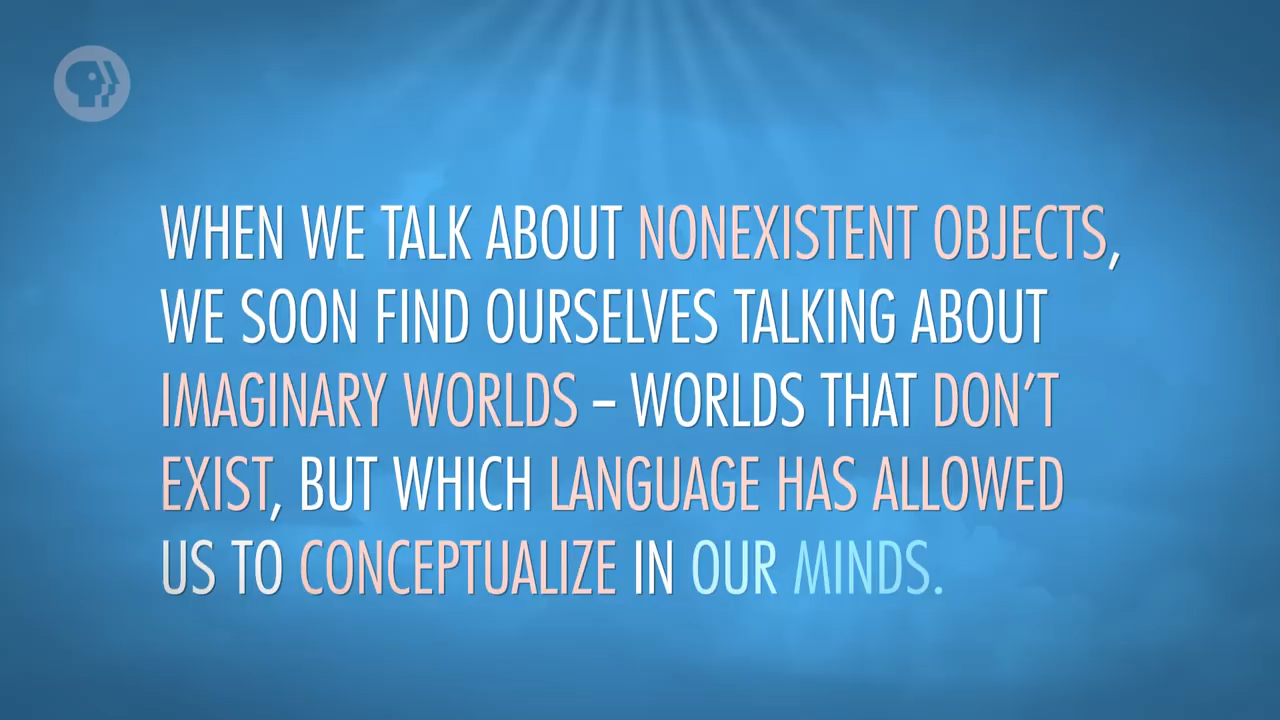 WHEN WE TALK ABOUT NONEXISTENT OBJECTS,
WE SOON FIND OURSELVES TALKING ABOUT
IMAGINARY WORLDS – WORLDS THAT DON'T
EXIST, BUT WHICH LANGUAGE HAS ALLOWED
US TO CONCEPTUALIZE IN OUR MINDS.